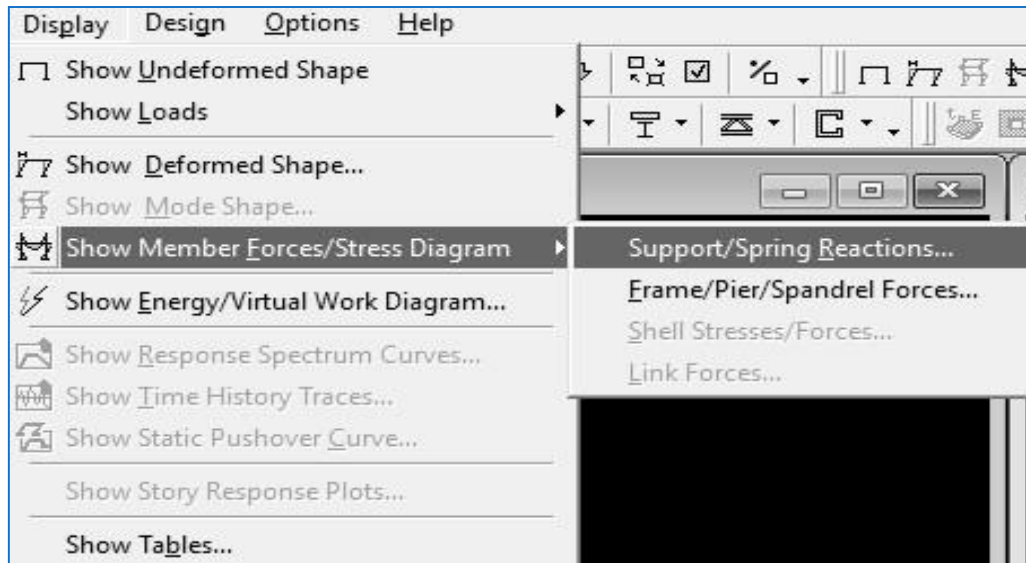 Display Design Options Help
Show Undeformed Shape
Show Loads
Show Deformed Shape...
Show Mode Shape...
Show Member Forces/Stress Diagram
Support/Spring Reactions...
Frame/Pier/Spandrel Forces...
Shell Stresses/Forces...
Link Forces...
Show Energy/Virtual Work Diagram...
Show Response Spectrum Curves...
Show Time History Traces...
Show Static Pushover Curve...
Show Story Response Plots...
Show Tables...